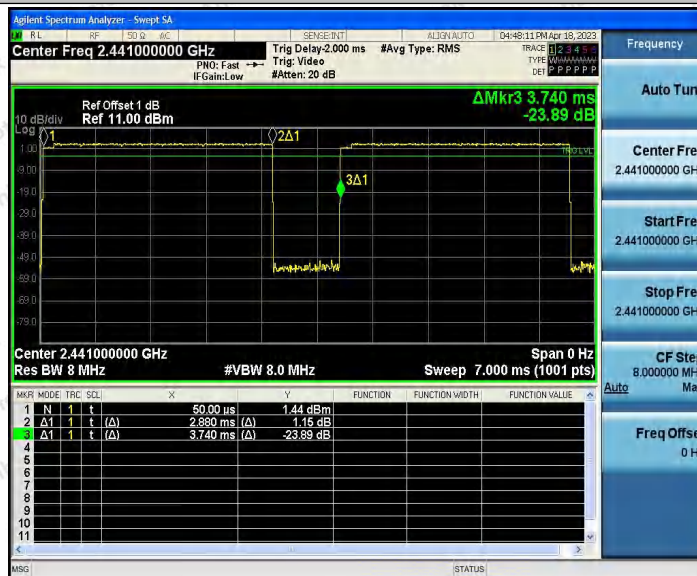 Agilent Spectrum Analyzer - Swept SA
RL RF 50 Ω AC SENSE:INT ALIGN AUTO 04:48:11 PM Apr 18, 2023
Center Freq 2.441000000 GHz
Trig Delay-2.000 ms #Avg Type: RMS
TRACE 1 2 3 4 5 6
PNO: Fast Trig: Video
TYPE WWWWWW
IFGain:Low #Atten: 20 dB
DET P P P P P P
Frequency
Auto Tun
ΔMkr3 3.740 ms
-23.89 dB
Ref Offset 1 dB
10 dB/div Ref 11.00 dBm
Log
1 2Δ1 3Δ1
TRIG LVL
1.00
-9.00
-19.0
-29.0
-39.0
-49.0
-59.0
-69.0
-79.0
Center Fre
2.441000000 GH
Start Fre
2.441000000 GH
Stop Fre
2.441000000 GH
Center 2.441000000 GHz Span 0 Hz
Res BW 8 MHz #VBW 8.0 MHz Sweep 7.000 ms (1001 pts)
CF Ste
8.000000 MH
Auto Ma
Freq Offse
0 H
MKR MODE TRC SCL X Y FUNCTION FUNCTION WIDTH FUNCTION VALUE
1 N 1 t 50.00 µs 1.44 dBm
2 Δ1 1 t (Δ) 2.880 ms (Δ) 1.15 dB
3 Δ1 1 t (Δ) 3.740 ms (Δ) -23.89 dB
4
5
6
7
8
9
10
11
MSG STATUS